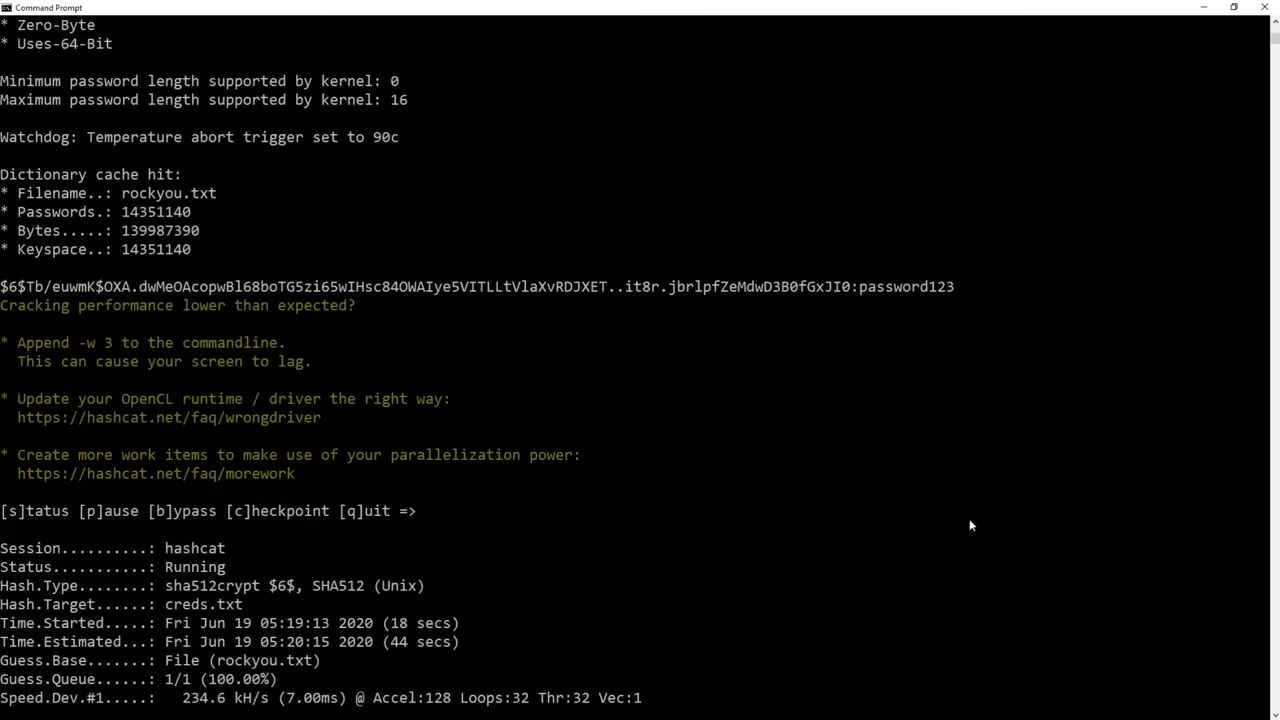 Command Prompt
* Zero-Byte
* Uses-64-Bit
Minimum password length supported by kernel: 0
Maximum password length supported by kernel: 16
Watchdog: Temperature abort trigger set to 90c
Dictionary cache hit:
* Filename..: rockyou.txt
* Passwords.: 14351140
* Bytes.....: 139987390
* Keyspace..: 14351140
$6$Tb/euwmK$OXA.dwMeOAcopwBl68boTG5zi65wIHsc84OWAIye5VITLLtVlaXvRDJXET..it8r.jbrlpfZeMdwD3B0fGxJI0:password123
Cracking performance lower than expected?
* Append -w 3 to the commandline.
This can cause your screen to lag.
* Update your OpenCL runtime / driver the right way:
https://hashcat.net/faq/wrongdriver
* Create more work items to make use of your parallelization power:
https://hashcat.net/faq/morework
[s]tatus [p]ause [b]ypass [c]heckpoint [q]uit =>
Session..........: hashcat
Status...........: Running
Hash.Type........: sha512crypt $6$, SHA512 (Unix)
Hash.Target......: creds.txt
Time.Started.....: Fri Jun 19 05:19:13 2020 (18 secs)
Time.Estimated...: Fri Jun 19 05:20:15 2020 (44 secs)
Guess.Base.......: File (rockyou.txt)
Guess.Queue......: 1/1 (100.00%)
Speed.Dev.#1.....:   234.6 kH/s (7.00ms) @ Accel:128 Loops:32 Thr:32 Vec:1